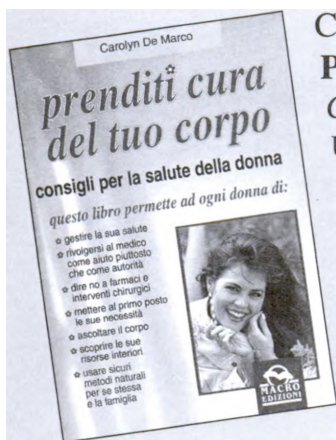 Carolyn De Marco
prenditi cura
del tuo corpo
consigli per la salute della donna
questo libro permette ad ogni donna di:
✿ gestire la sua salute
✿ rivolgersi al medico
come aiuto piuttosto
che come autorità
✿ dire no a farmaci e
interventi chirurgici
✿ mettere al primo posto
le sue necessità
✿ ascoltare il corpo
✿ scoprire le sue
risorse interiori
✿ usare sicuri
metodi naturali
per se stessa
e la famiglia
MACRO
EDIZIONI
C
P